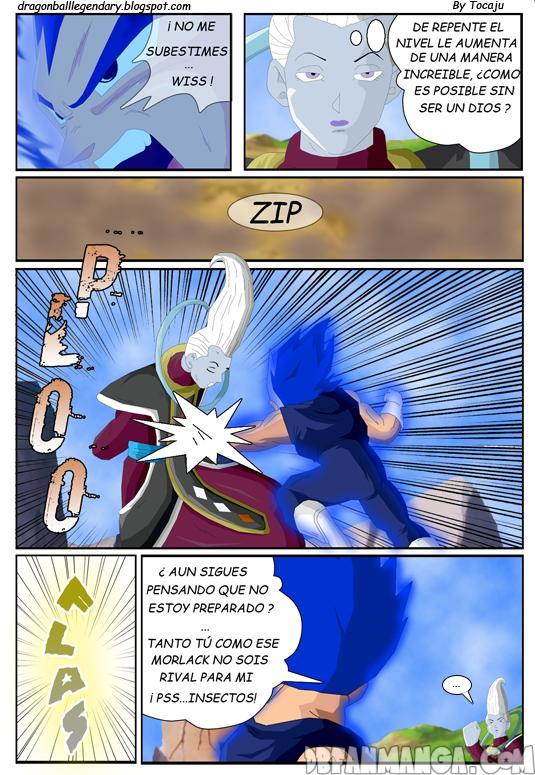 dragonballlegendary.blogspot.com
By Tocaju
¡ NO ME
SUBESTIMES
...
WISS !
DE REPENTE EL
NIVEL LE AUMENTA
DE UNA MANERA
INCREIBLE, ¿COMO
ES POSIBLE SIN
SER UN DIOS ?
ZIP
.... ..
PLOOO
FLAS
¿ AUN SIGUES
PENSANDO QUE NO
ESTOY PREPARADO ?
...
TANTO TÚ COMO ESE
MORLACK NO SOIS
RIVAL PARA MI
¡ PSS...INSECTOS!
...
DBFANMANGA.COM